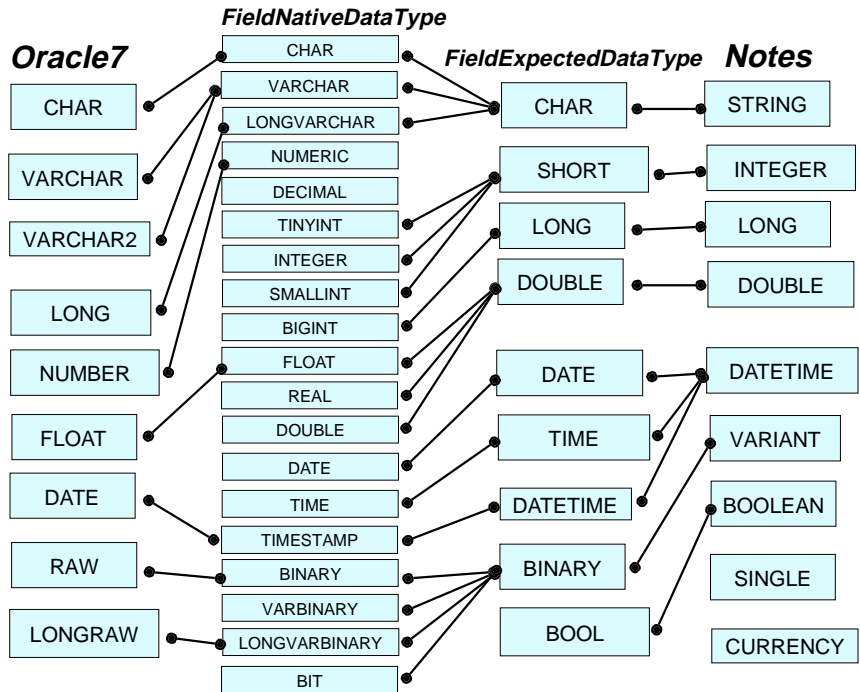 Oracle7
CHAR
VARCHAR
VARCHAR2
LONG
NUMBER
FLOAT
DATE
RAW
LONGRAW
FieldNativeDataType
CHAR
VARCHAR
LONGVARCHAR
NUMERIC
DECIMAL
TINYINT
INTEGER
SMALLINT
BIGINT
FLOAT
REAL
DOUBLE
DATE
TIME
TIMESTAMP
BINARY
VARBINARY
LONGVARBINARY
BIT
FieldExpectedDataType
CHAR
SHORT
LONG
DOUBLE
DATE
TIME
DATETIME
BINARY
BOOL
Notes
STRING
INTEGER
LONG
DOUBLE
DATETIME
VARIANT
BOOLEAN
SINGLE
CURRENCY